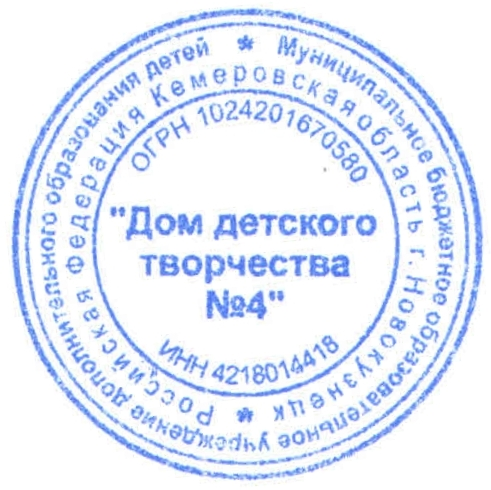 Муниципальное бюджетное образовательное учреждение дополнительного образования детей *
Российская Федерация Кемеровская область г. Новокузнецк *
ОГРН 1024201670580
"Дом детского
творчества
№4"
ИНН 4218014418